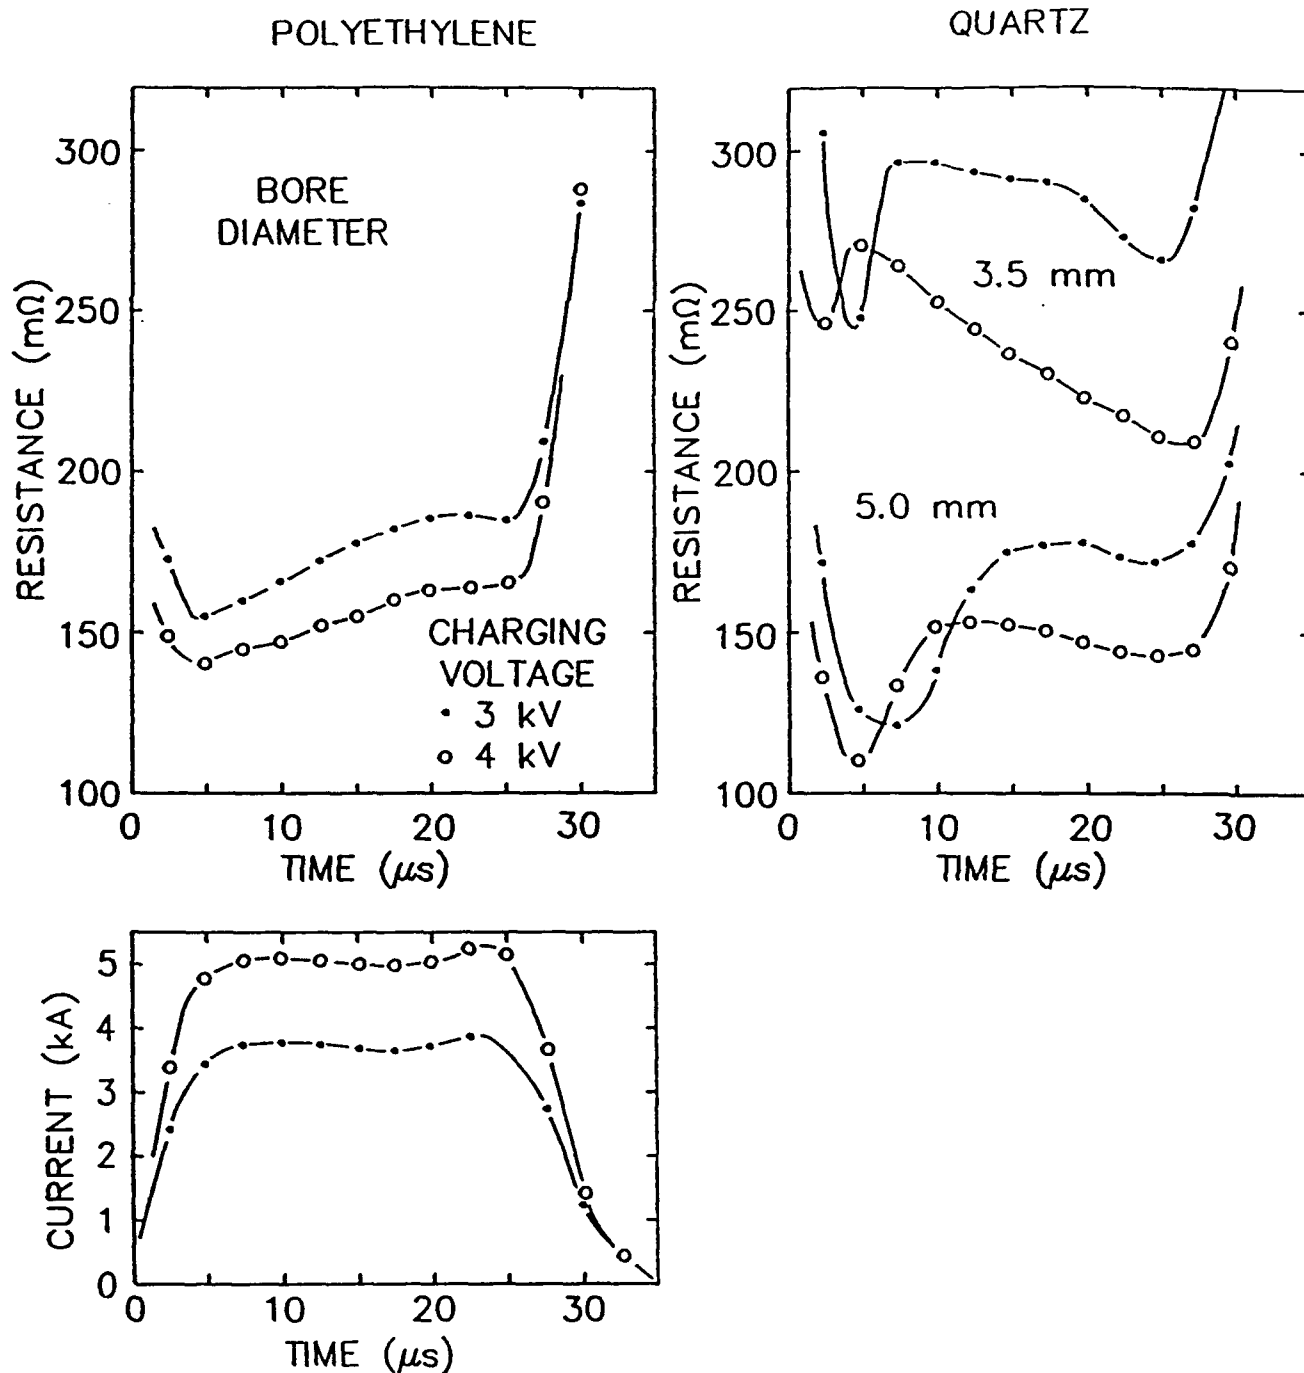 POLYETHYLENE
QUARTZ
300
250
200
150
100
RESISTANCE (mΩ)
BORE
DIAMETER
CHARGING
VOLTAGE
• 3 kV
o 4 kV
0 10 20 30
TIME (μs)
300
250
200
150
100
RESISTANCE (mΩ)
3.5 mm
5.0 mm
0 10 20 30
TIME (μs)
5
4
3
2
1
0
CURRENT (kA)
0 10 20 30
TIME (μs)